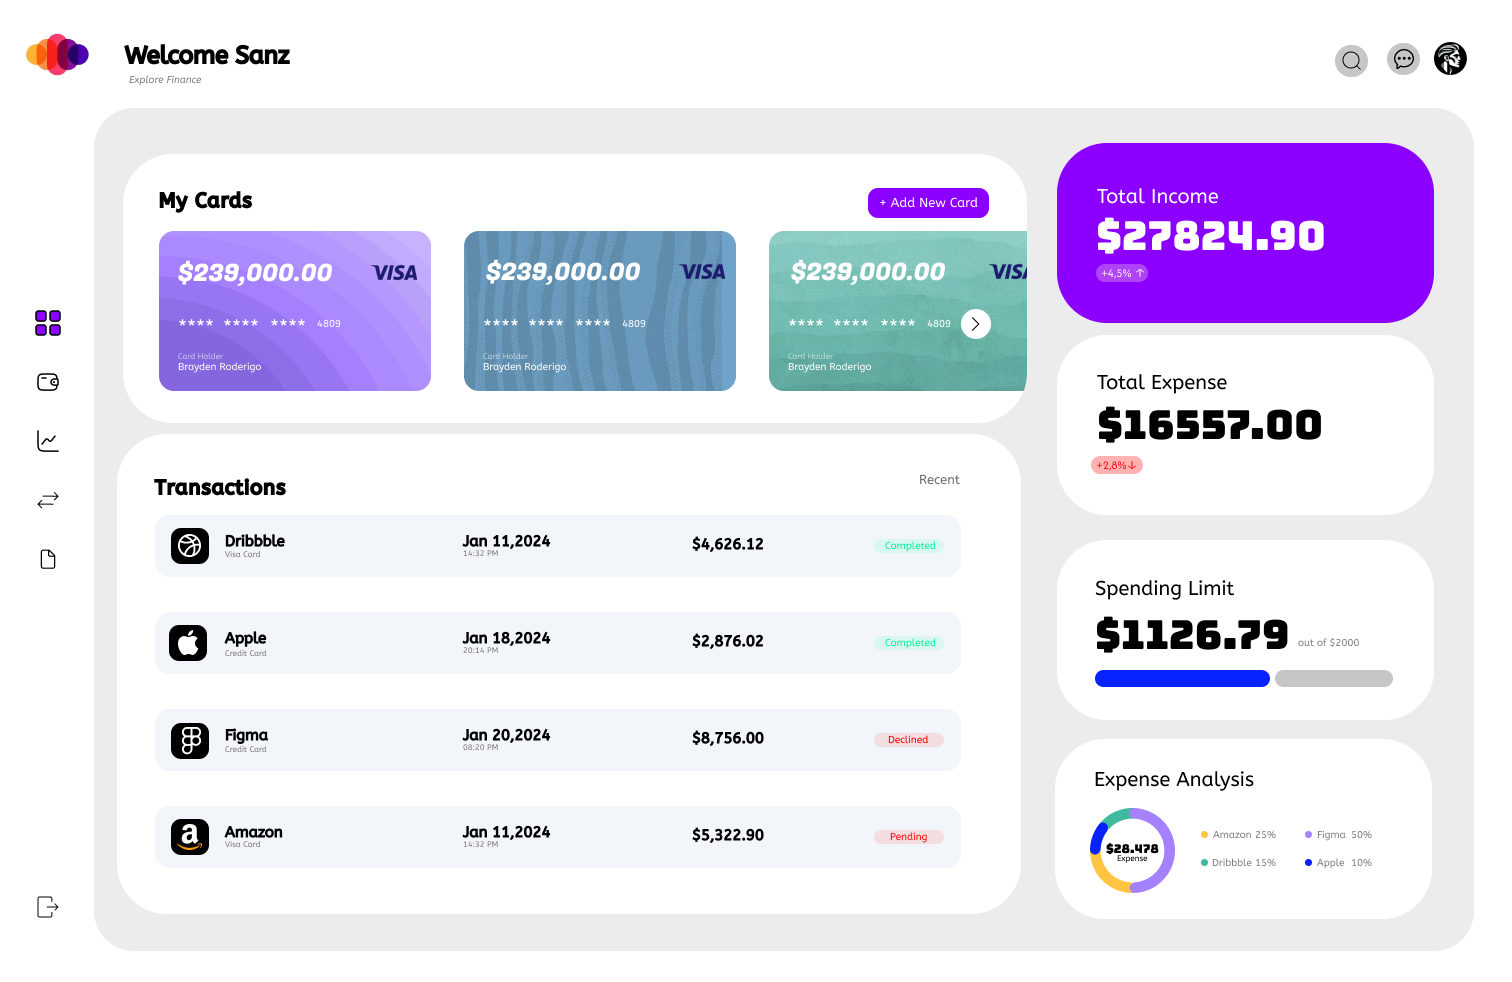 Welcome Sanz
Explore Finance
My Cards
+ Add New Card
$239,000.00
VISA
**** **** **** 4809
Card Holder
Brayden Roderigo
$239,000.00
VISA
**** **** **** 4809
Card Holder
Brayden Roderigo
$239,000.00
VISA
**** **** **** 4809
Card Holder
Brayden Roderigo
Transactions
Recent
Dribbble
Visa Card
Jan 11,2024
14:32 PM
$4,626.12
Completed
Apple
Credit Card
Jan 18,2024
20:14 PM
$2,876.02
Completed
Figma
Credit Card
Jan 20,2024
08:20 PM
$8,756.00
Declined
a
Amazon
Visa Card
Jan 11,2024
14:32 PM
$5,322.90
Pending
Total Income
$27824.90
+4,5% ↑
Total Expense
$16557.00
+2,8%↓
Spending Limit
$1126.79 out of $2000
Expense Analysis
$28.478
Expense
Amazon 25%
Figma 50%
Dribbble 15%
Apple 10%